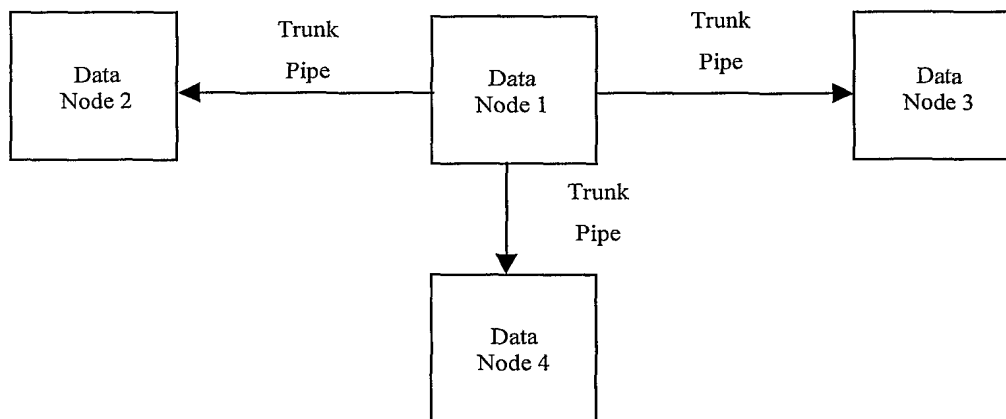 Trunk
Pipe
Trunk
Pipe
Data
Node 2
Data
Node 1
Data
Node 3
Trunk
Pipe
Data
Node 4